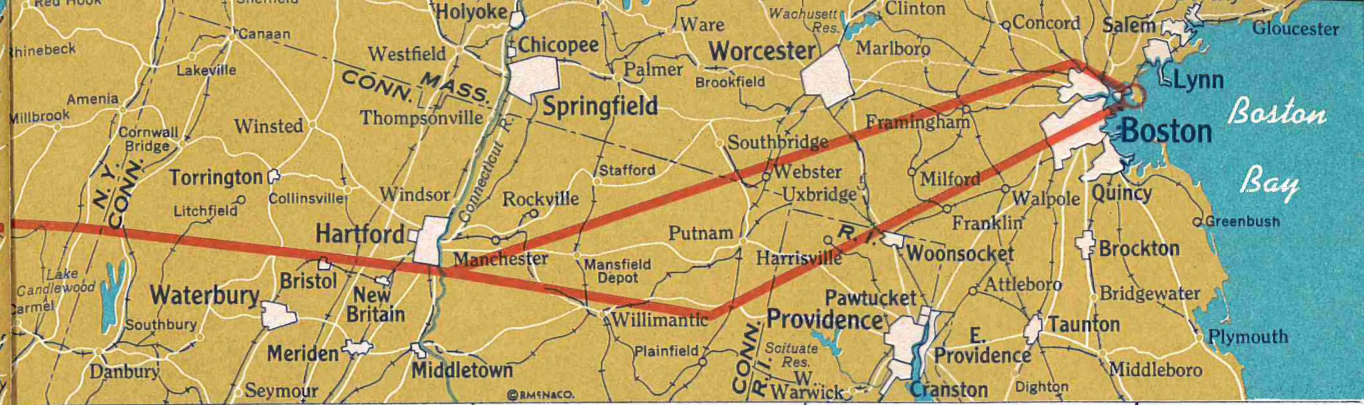 Red Hook
Sheffield
Holyoke
Ware
Wachusett
Res.
Clinton
Concord
Salem
Gloucester
Canaan
Rhinebeck
Westfield
Chicopee
Worcester
Marlboro
Lakeville
CONN.
MASS.
Palmer
Brookfield
Lynn
Amenia
Millbrook
Springfield
Boston
Cornwall
Bridge
Winsted
Thompsonville
Connecticut R.
Southbridge
Framingham
Boston
Bay
N. Y.
CONN.
Torrington
Collinsville
Windsor
Stafford
Webster
Milford
Litchfield
Rockville
Uxbridge
Walpole
Quincy
Hartford
Putnam
R. I.
Franklin
Greenbush
Manchester
Harrisville
Woonsocket
Brockton
Lake
Candlewood
Bristol
Mansfield
Depot
Attleboro
Carmel
Waterbury
New
Britain
Pawtucket
Bridgewater
Southbury
Willimantic
Providence
Taunton
Plymouth
Meriden
Plainfield
CONN.
R. I.
Scituate
Res.
E.
Providence
Danbury
Middletown
W.
Warwick
Middleboro
Seymour
©RMCN&CO.
Cranston
Dighton